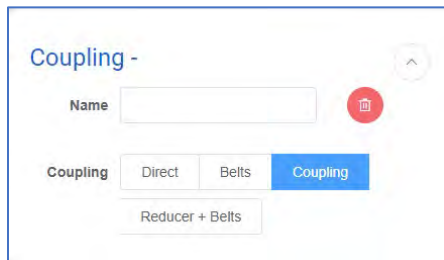 Coupling -
Name
Coupling Direct Belts Coupling
Reducer + Belts